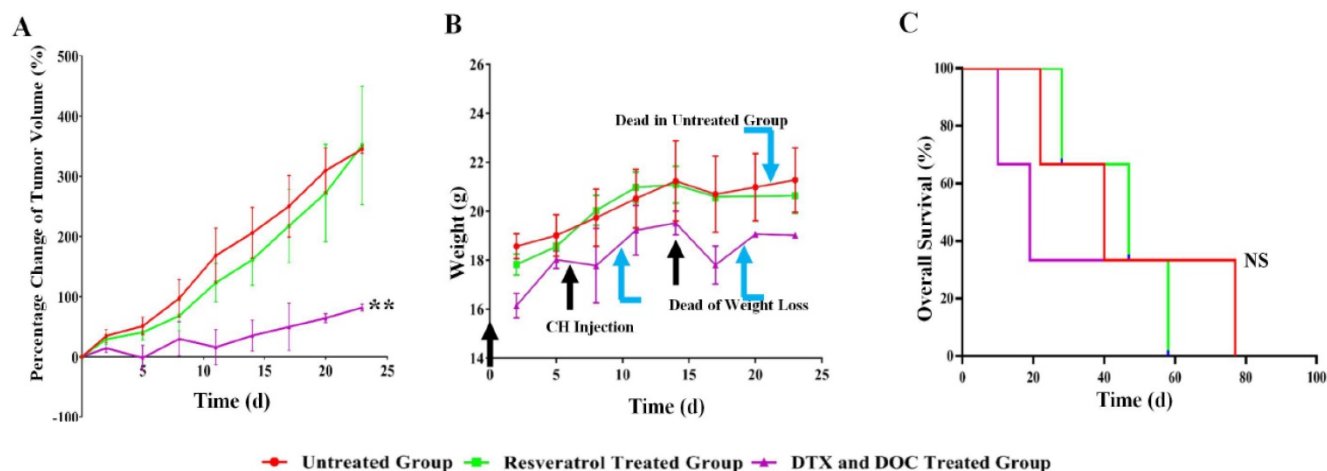 A
Percentage Change of Tumor Volume (%)
500
400
300
200
100
0
-100
5
10
15
20
25
Time (d)
B
Weight (g)
26
24
22
20
18
16
14
0
5
10
15
20
25
Dead in Untreated Group
CH Injection
Dead of Weight Loss
Time (d)
C
Overall Survival (%)
100
80
60
40
20
0
0
20
40
60
80
100
NS
Time (d)
**
Untreated Group
Resveratrol Treated Group
DTX and DOC Treated Group